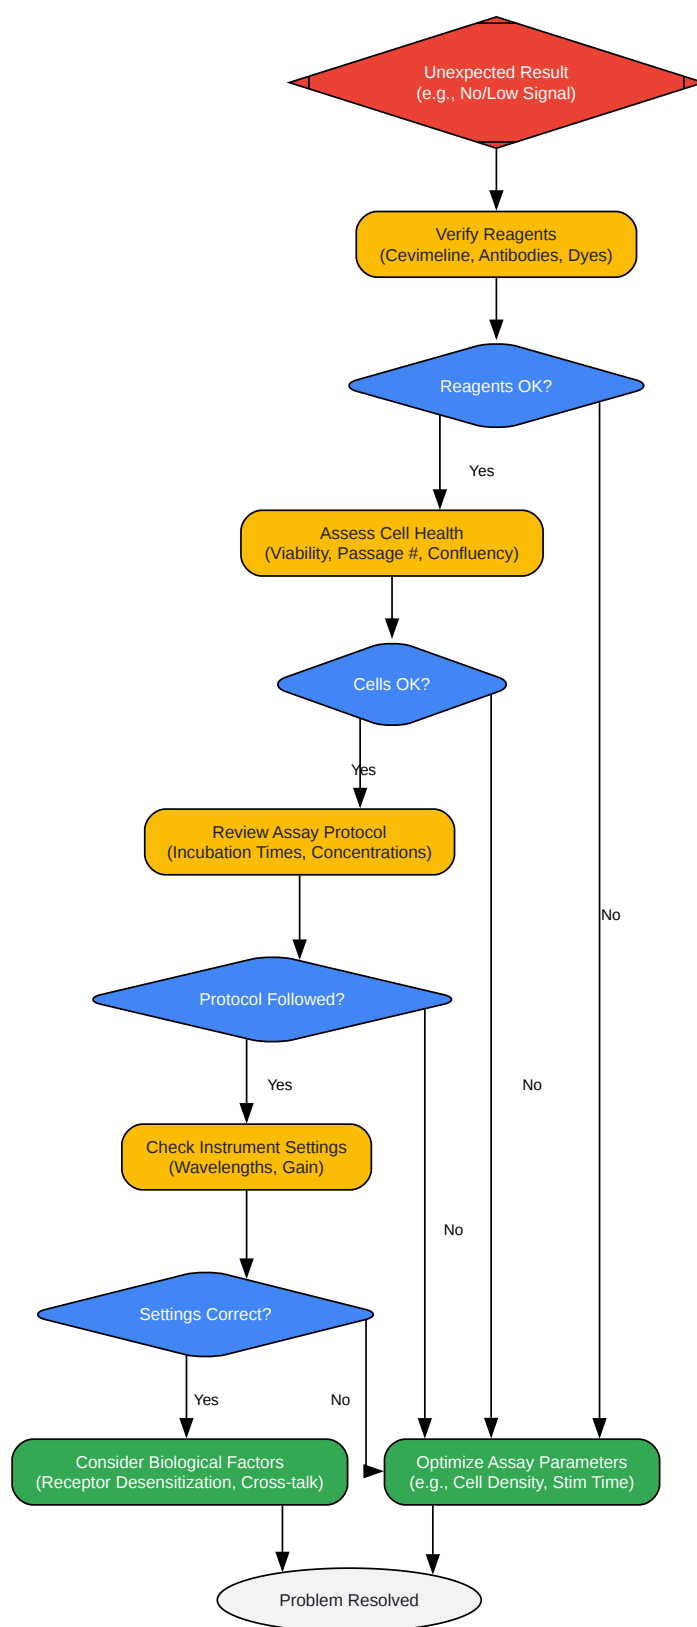 Unexpected Result
(e.g., No/Low Signal)
Verify Reagents
(Cevimeline, Antibodies, Dyes)
Reagents OK?
Yes
Assess Cell Health
(Viability, Passage #, Confluency)
Cells OK?
Yes
Review Assay Protocol
(Incubation Times, Concentrations)
No
Protocol Followed?
Yes
No
Check Instrument Settings
(Wavelengths, Gain)
No
Settings Correct?
Yes
No
Consider Biological Factors
(Receptor Desensitization, Cross-talk)
Optimize Assay Parameters
(e.g., Cell Density, Stim Time)
Problem Resolved